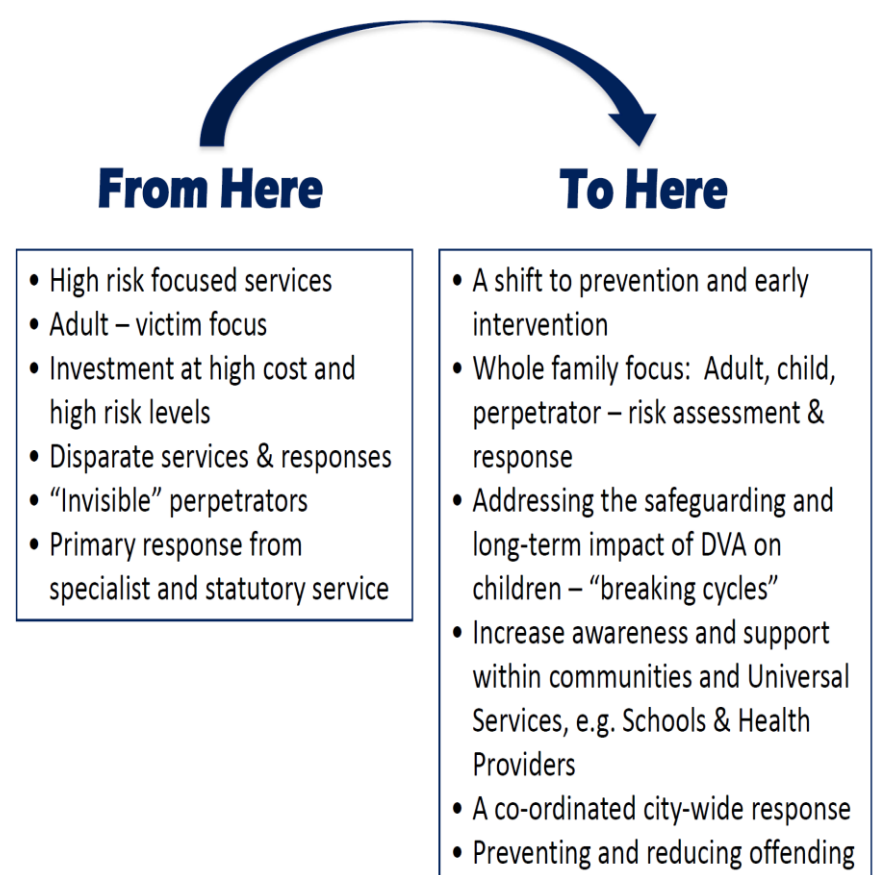 From Here
• High risk focused services
• Adult – victim focus
• Investment at high cost and
high risk levels
• Disparate services & responses
• “Invisible” perpetrators
• Primary response from
specialist and statutory service
To Here
• A shift to prevention and early
intervention
• Whole family focus:  Adult, child,
perpetrator – risk assessment &
response
• Addressing the safeguarding and
long-term impact of DVA on
children – “breaking cycles”
• Increase awareness and support
within communities and Universal
Services, e.g. Schools & Health
Providers
• A co-ordinated city-wide response
• Preventing and reducing offending